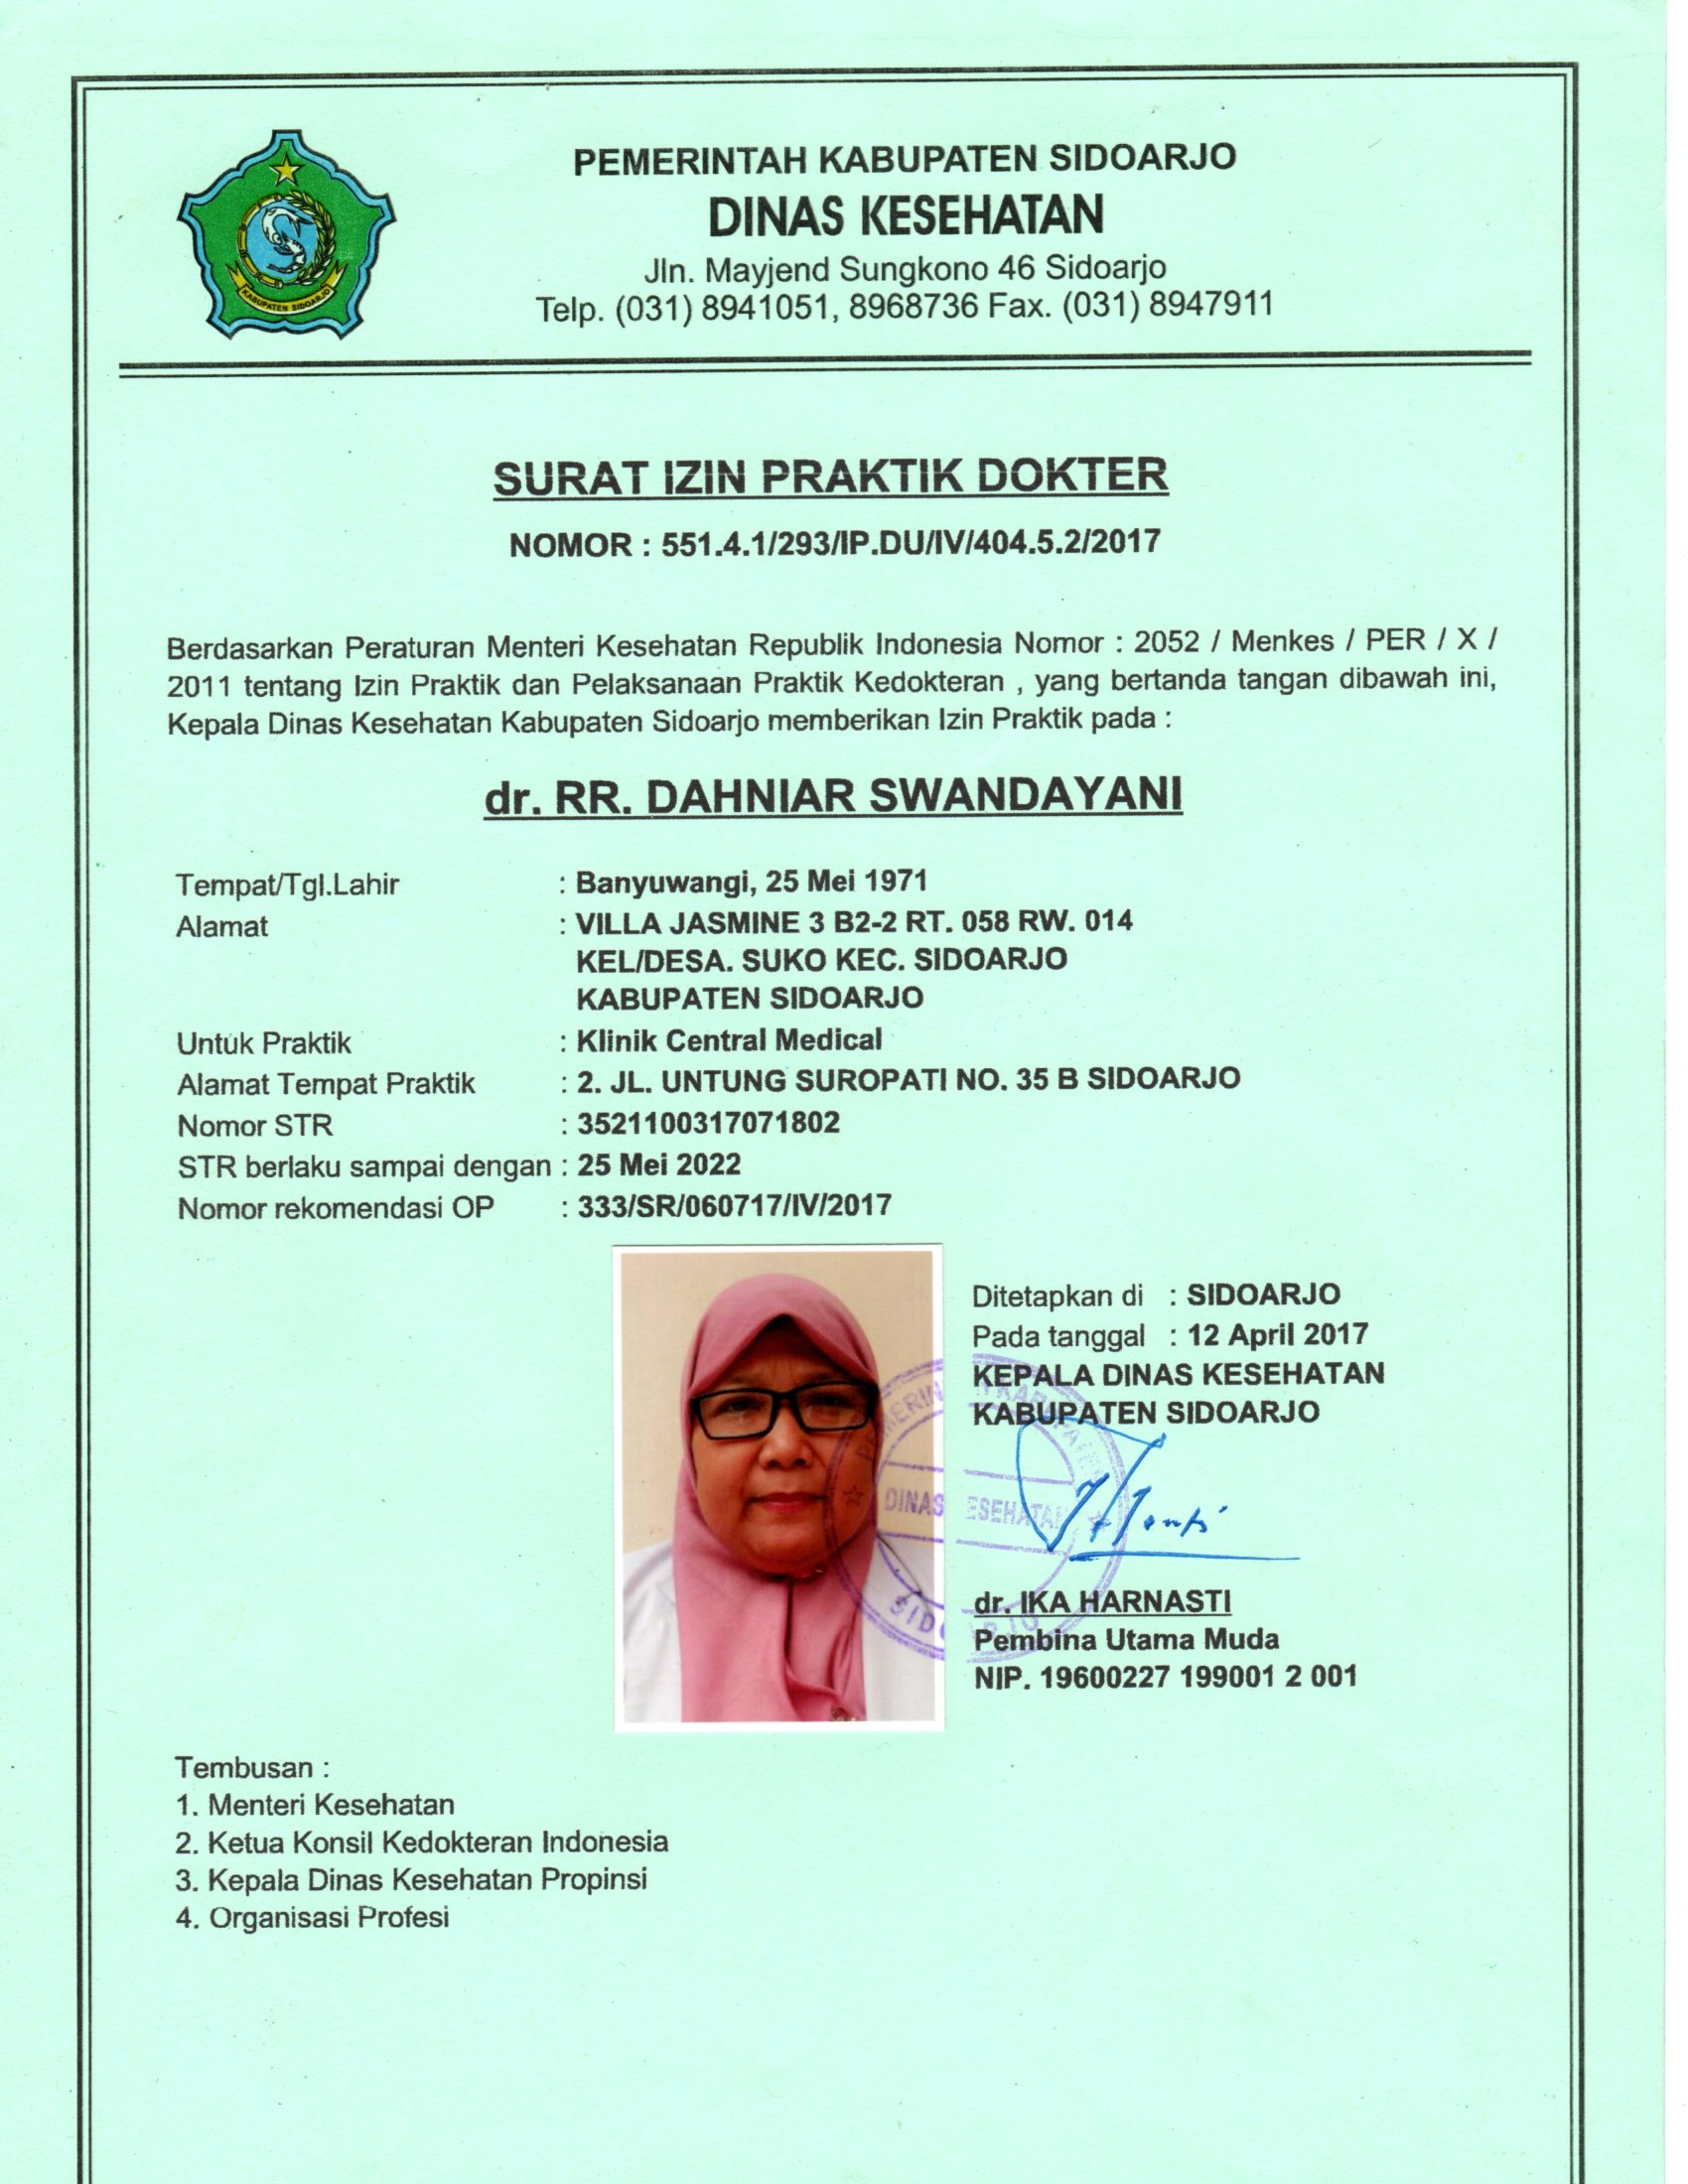 PEMERINTAH KABUPATEN SIDOARJO
DINAS KESEHATAN
Jln. Mayjend Sungkono 46 Sidoarjo
Telp. (031) 8941051, 8968736 Fax. (031) 8947911
KABUPATEN SIDOARJO
SURAT IZIN PRAKTIK DOKTER
NOMOR : 551.4.1/293/IP.DU/IV/404.5.2/2017
Berdasarkan Peraturan Menteri Kesehatan Republik Indonesia Nomor : 2052 / Menkes / PER / X /
2011 tentang Izin Praktik dan Pelaksanaan Praktik Kedokteran , yang bertanda tangan dibawah ini,
Kepala Dinas Kesehatan Kabupaten Sidoarjo memberikan Izin Praktik pada :
dr. RR. DAHNIAR SWANDAYANI
Tempat/Tgl.Lahir : Banyuwangi, 25 Mei 1971
Alamat : VILLA JASMINE 3 B2-2 RT. 058 RW. 014
KEL/DESA. SUKO KEC. SIDOARJO
KABUPATEN SIDOARJO
Untuk Praktik : Klinik Central Medical
Alamat Tempat Praktik : 2. JL. UNTUNG SUROPATI NO. 35 B SIDOARJO
Nomor STR : 3521100317071802
STR berlaku sampai dengan : 25 Mei 2022
Nomor rekomendasi OP : 333/SR/060717/IV/2017
Ditetapkan di : SIDOARJO
Pada tanggal : 12 April 2017
KEPALA DINAS KESEHATAN
KABUPATEN SIDOARJO
DINAS KESEHATAN
dr. IKA HARNASTI
Pembina Utama Muda
NIP. 19600227 199001 2 001
Tembusan :
1. Menteri Kesehatan
2. Ketua Konsil Kedokteran Indonesia
3. Kepala Dinas Kesehatan Propinsi
4. Organisasi Profesi